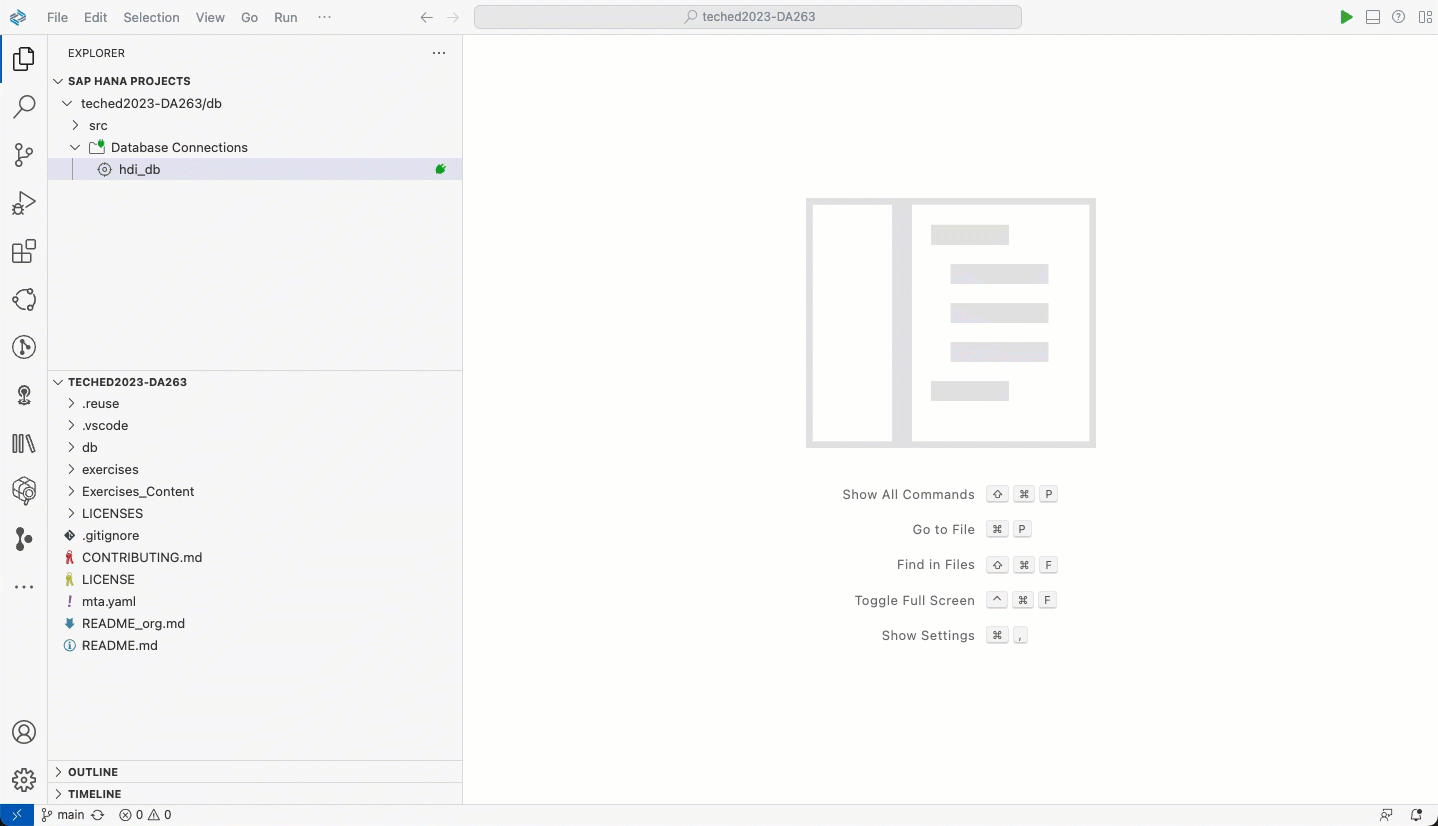 File Edit Selection View Go Run ···
teched2023-DA263
EXPLORER
SAP HANA PROJECTS
teched2023-DA263/db
src
Database Connections
hdi_db
TECHED2023-DA263
.reuse
.vscode
db
exercises
Exercises_Content
LICENSES
.gitignore
CONTRIBUTING.md
LICENSE
mta.yaml
README_org.md
README.md
OUTLINE
TIMELINE
Show All Commands ⇧ ⌘ P
Go to File ⌘ P
Find in Files ⇧ ⌘ F
Toggle Full Screen ^ ⌘ F
Show Settings ⌘ ,
main 0 0